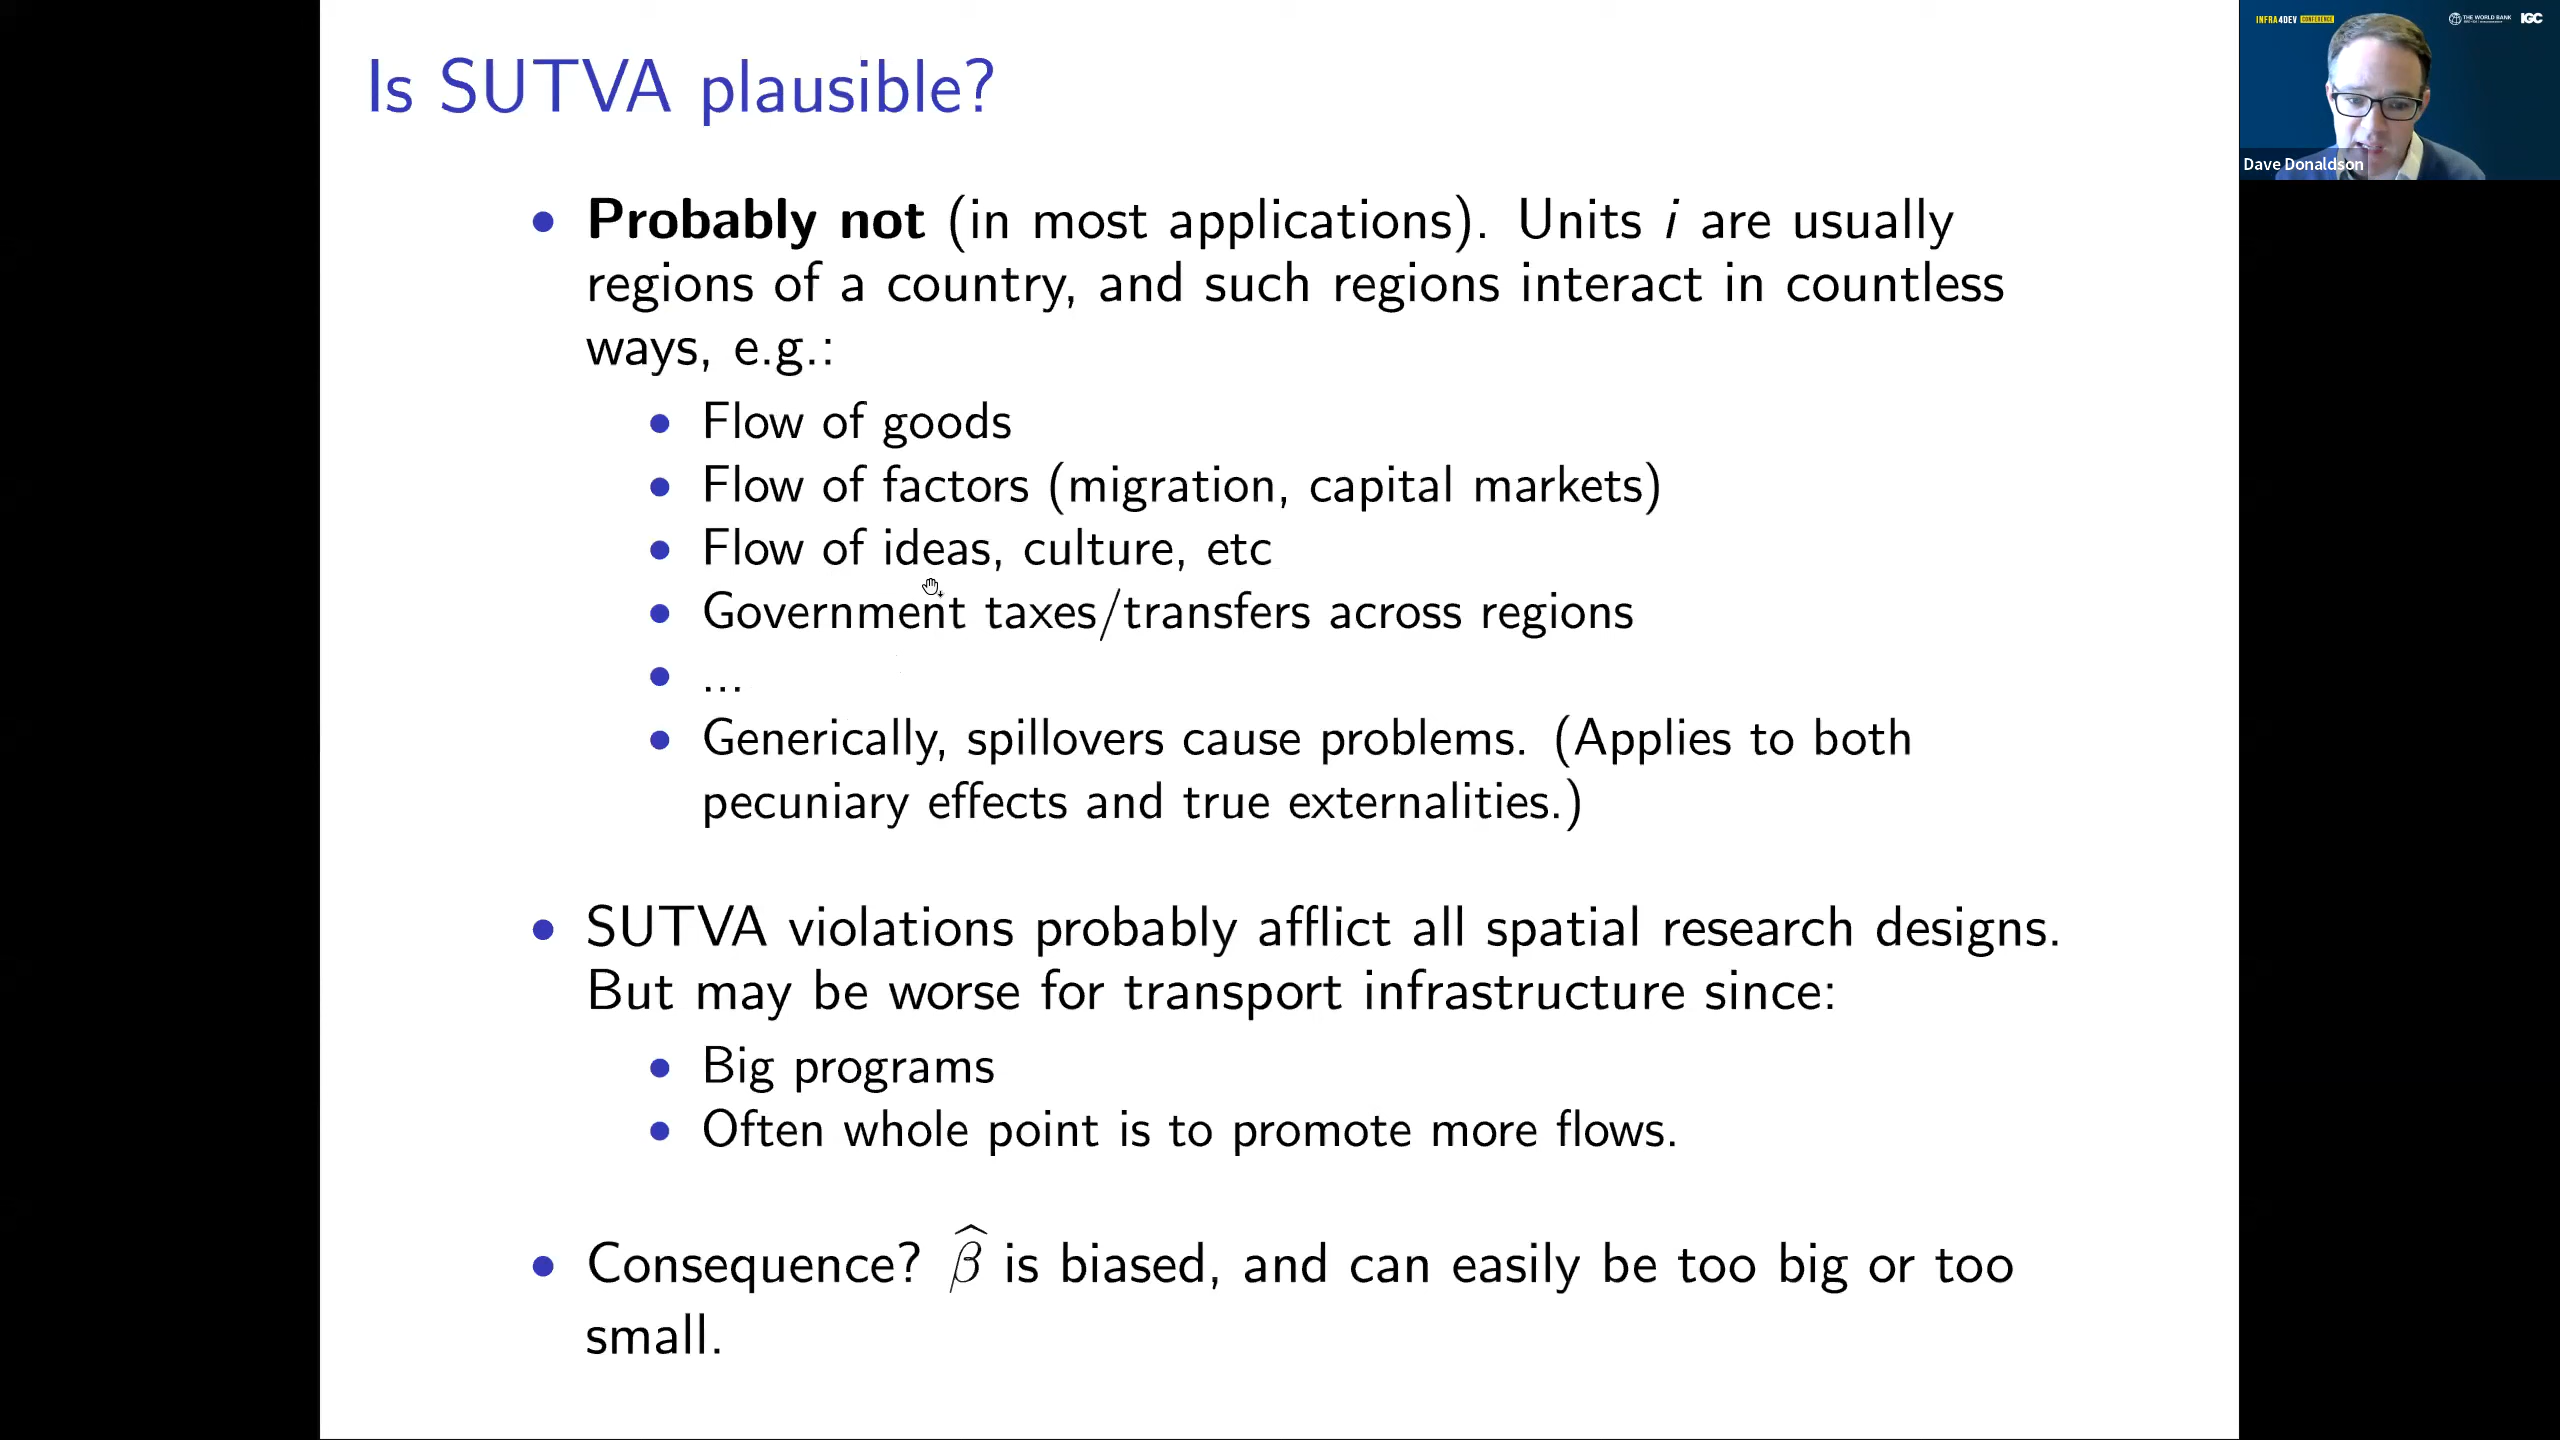 Is SUTVA plausible?
• Probably not (in most applications). Units i are usually
regions of a country, and such regions interact in countless
ways, e.g.:
• Flow of goods
• Flow of factors (migration, capital markets)
• Flow of ideas, culture, etc
• Government taxes/transfers across regions
• ...
• Generically, spillovers cause problems. (Applies to both
pecuniary effects and true externalities.)
• SUTVA violations probably afflict all spatial research designs.
But may be worse for transport infrastructure since:
• Big programs
• Often whole point is to promote more flows.
• Consequence? β̂ is biased, and can easily be too big or too
small.
INFRA4DEV CONFERENCE
THE WORLD BANK
IGC
Dave Donaldson